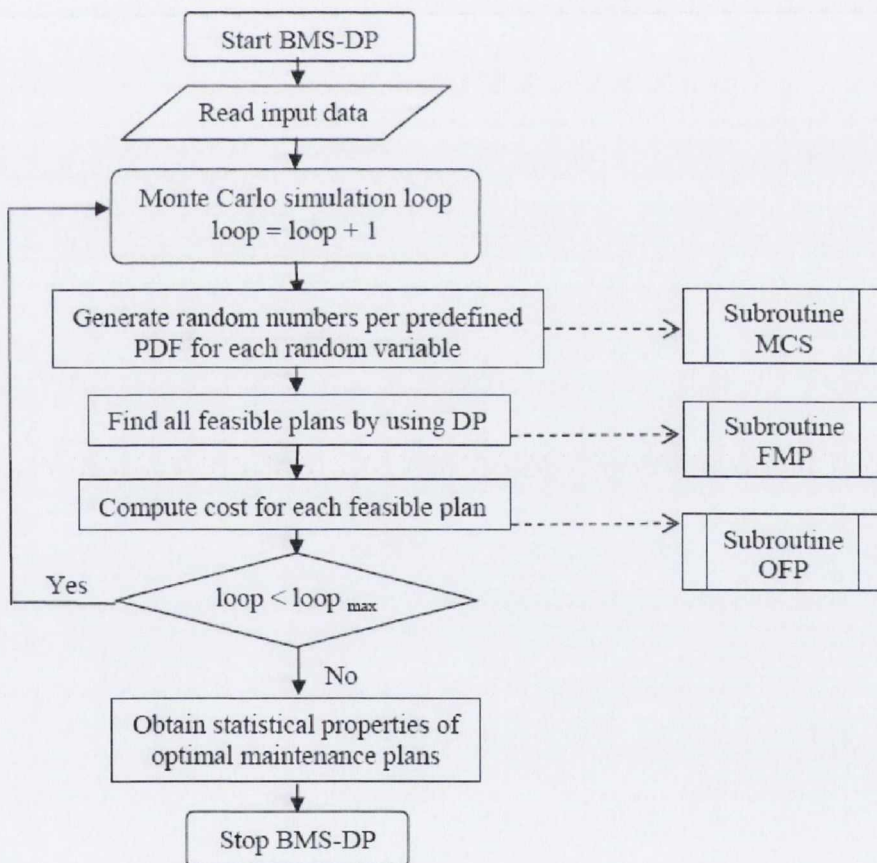 Start BMS-DP
Read input data
Monte Carlo simulation loop
loop = loop + 1
Generate random numbers per predefined
PDF for each random variable
Subroutine
MCS
Find all feasible plans by using DP
Subroutine
FMP
Compute cost for each feasible plan
Subroutine
OFP
Yes
loop < loop max
No
Obtain statistical properties of
optimal maintenance plans
Stop BMS-DP